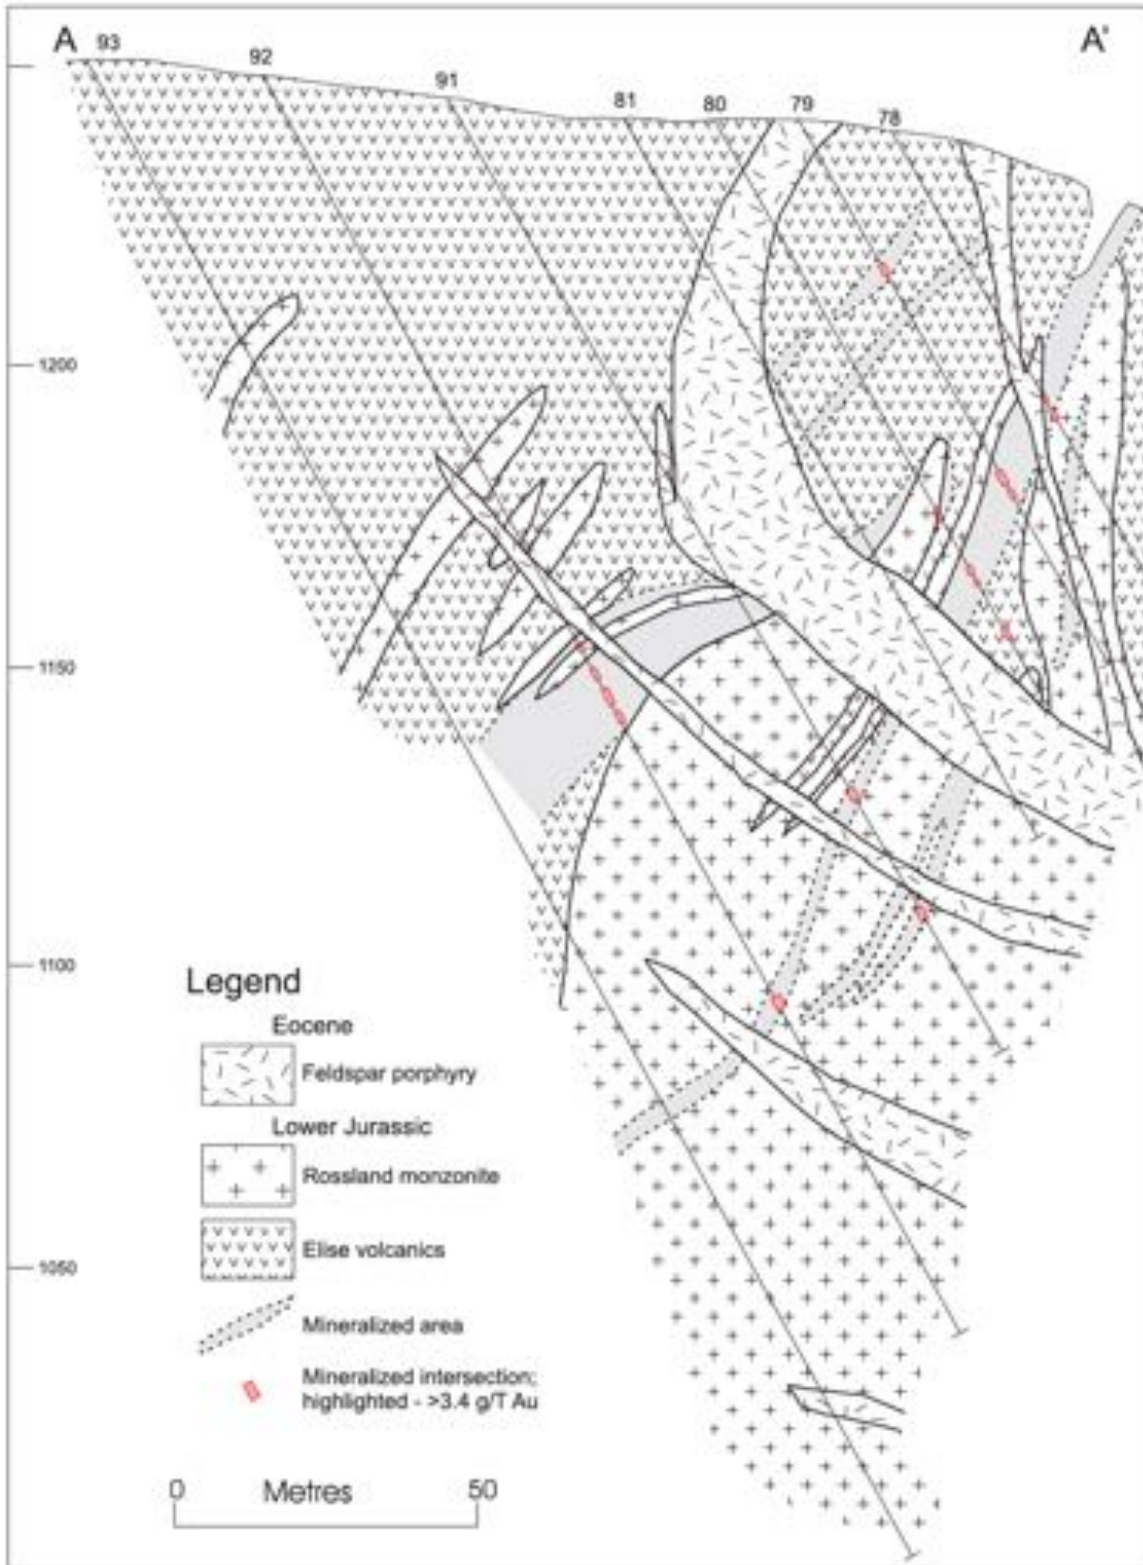 A
93
92
91
81
80
79
78
A'
1200
1150
1100
1050
Legend
Eocene
Feldspar porphyry
Lower Jurassic
Rossland monzonite
Elise volcanics
Mineralized area
Mineralized intersection;
highlighted - >3.4 g/T Au
0
Metres
50